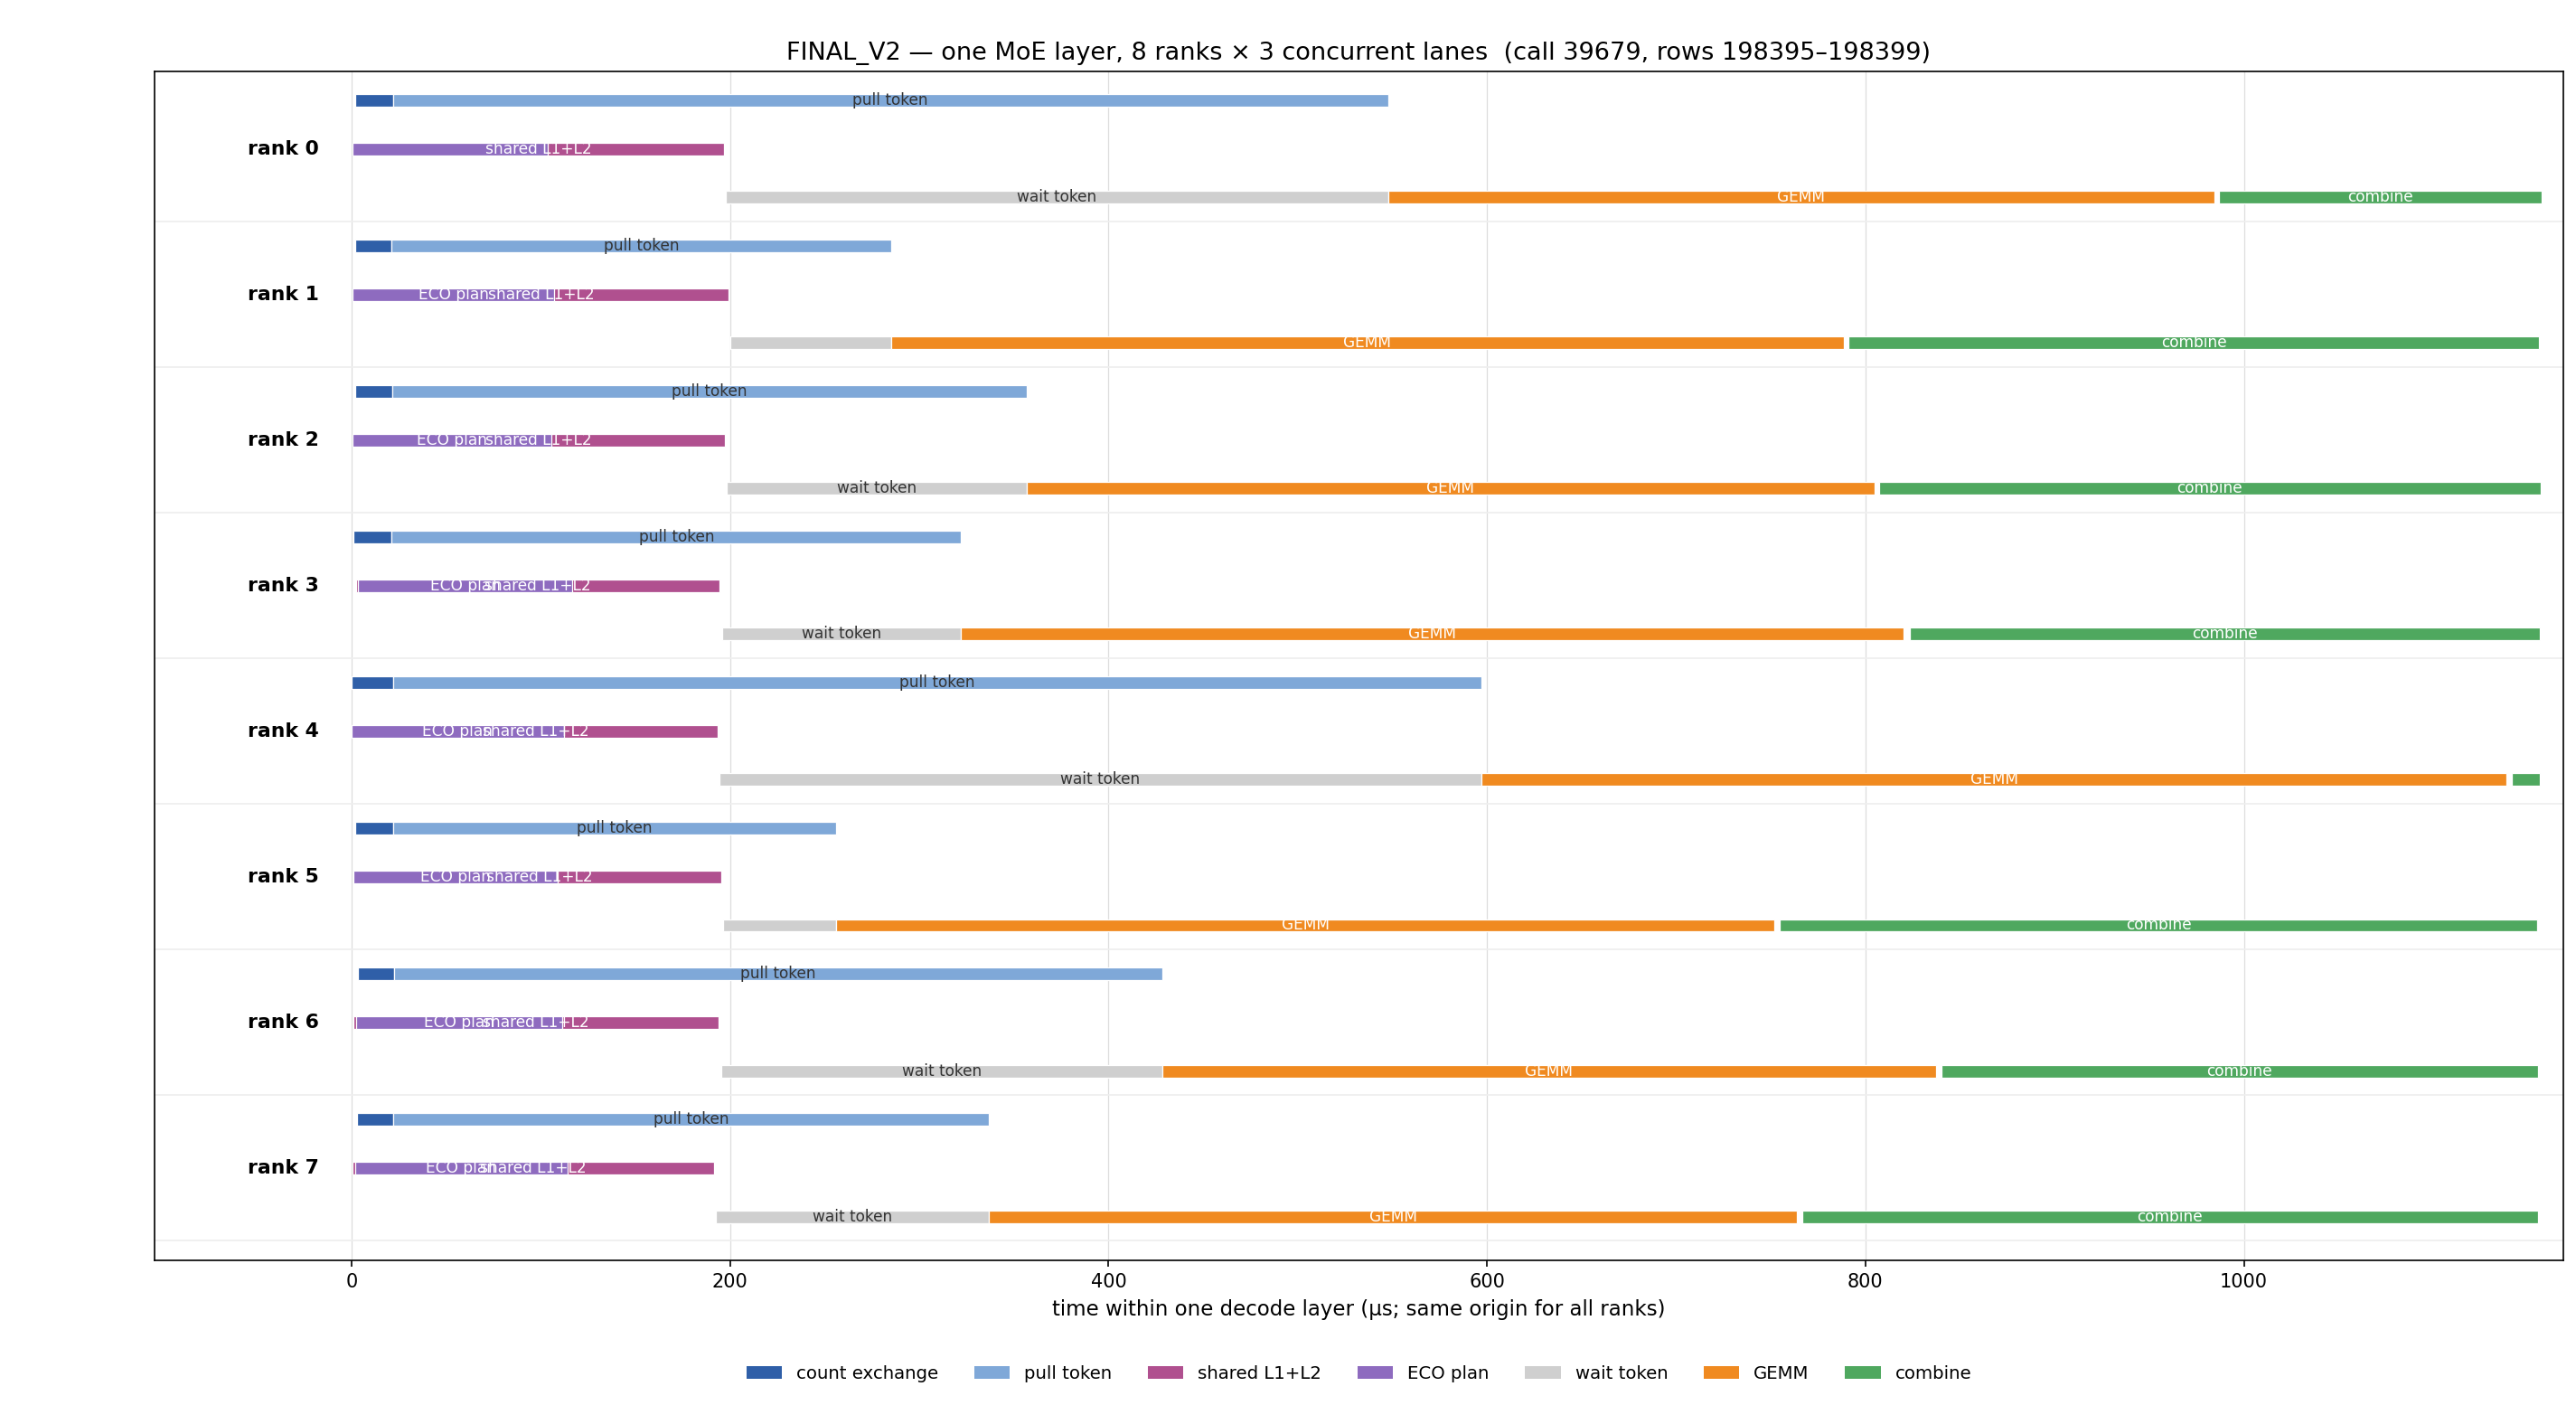 FINAL_V2 — one MoE layer, 8 ranks × 3 concurrent lanes  (call 39679, rows 198395–198399)
pull token
rank 0
shared L1+L2
wait token GEMM combine
pull token
rank 1
ECO plan shared L1+L2
GEMM combine
pull token
rank 2
ECO plan shared L1+L2
wait token GEMM combine
pull token
rank 3
ECO plan shared L1+L2
wait token GEMM combine
pull token
rank 4
ECO plan shared L1+L2
wait token GEMM
pull token
rank 5
ECO plan shared L1+L2
GEMM combine
pull token
rank 6
ECO plan shared L1+L2
wait token GEMM combine
pull token
rank 7
ECO plan shared L1+L2
wait token GEMM combine
0 200 400 600 800 1000
time within one decode layer (µs; same origin for all ranks)
count exchange pull token shared L1+L2 ECO plan wait token GEMM combine